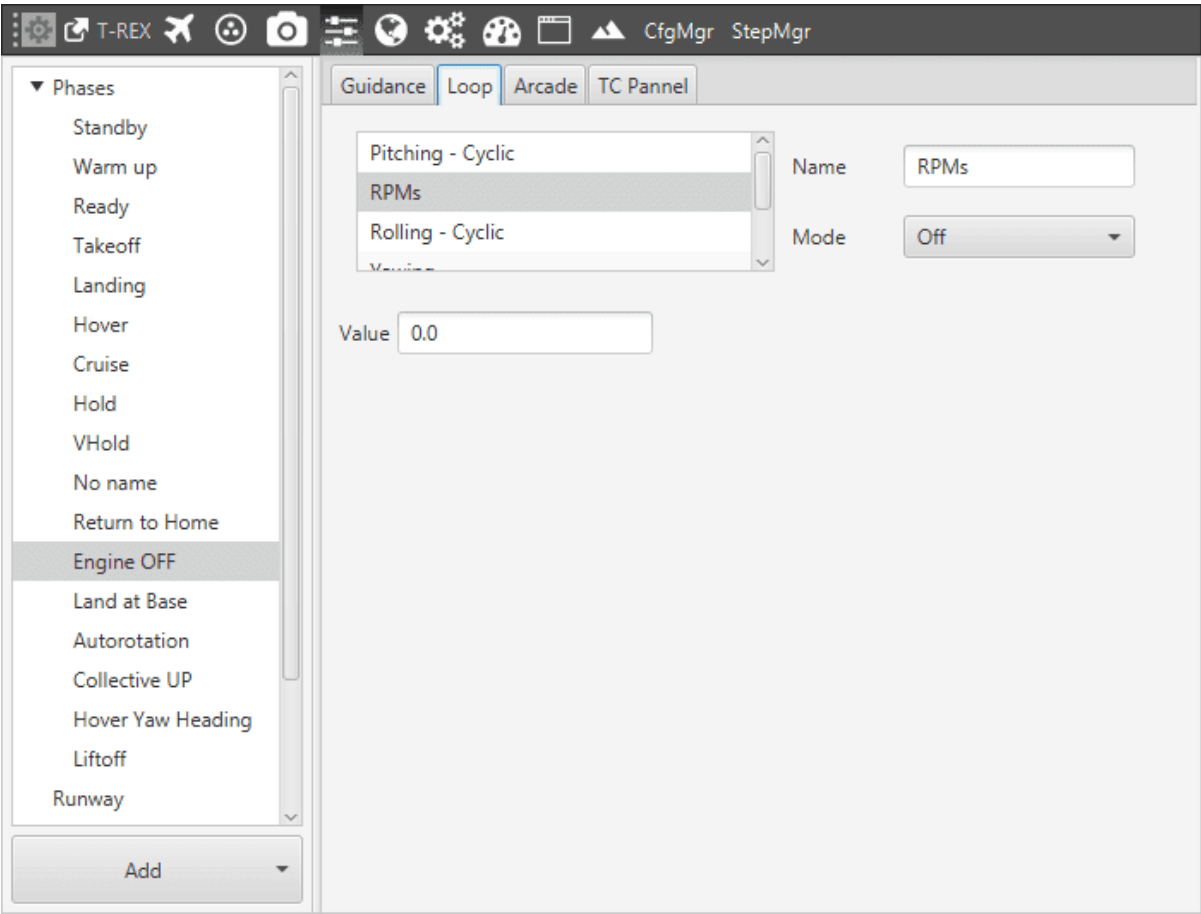 T-REX CfgMgr StepMgr
Phases
Standby
Warm up
Ready
Takeoff
Landing
Hover
Cruise
Hold
VHold
No name
Return to Home
Engine OFF
Land at Base
Autorotation
Collective UP
Hover Yaw Heading
Liftoff
Runway
Add
Guidance Loop Arcade TC Pannel
Pitching - Cyclic
RPMs
Rolling - Cyclic
Yawing
Name RPMs
Mode Off
Value 0.0